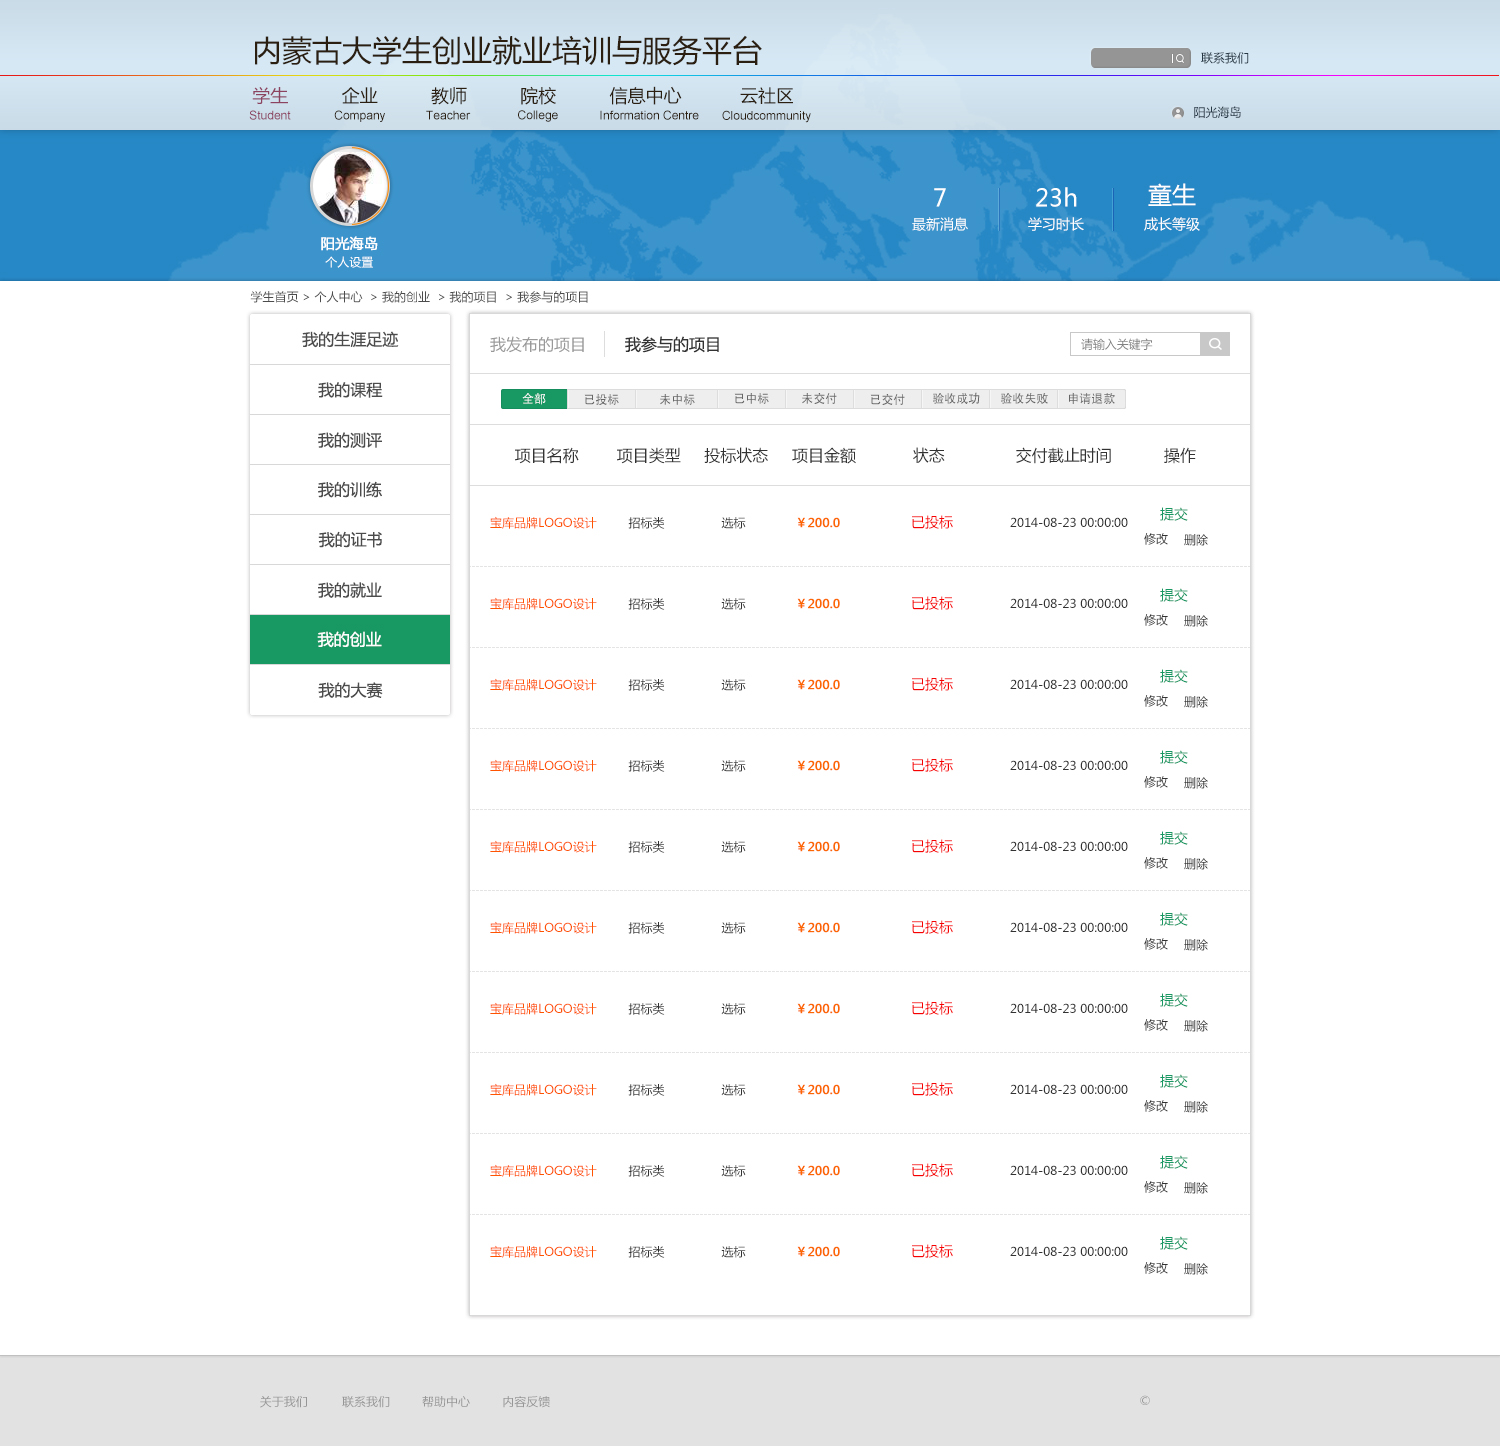 内蒙古大学生创业就业培训与服务平台
联系我们
学生 企业 教师 院校 信息中心 云社区
Student Company Teacher College Information Centre Cloudcommunity
阳光海岛
7 23h 童生
最新消息 学习时长 成长等级
阳光海岛
个人设置
学生首页 > 个人中心 > 我的创业 > 我的项目 > 我参与的项目
我的生涯足迹
我的课程
我的测评
我的训练
我的证书
我的就业
我的创业
我的大赛
我发布的项目 我参与的项目 请输入关键字
全部 已投标 未中标 已中标 未交付 已交付 验收成功 验收失败 申请退款
项目名称 项目类型 投标状态 项目金额 状态 交付截止时间 操作
宝库品牌LOGO设计 招标类 选标 ¥200.0 已投标 2014-08-23 00:00:00 提交
修改 删除
宝库品牌LOGO设计 招标类 选标 ¥200.0 已投标 2014-08-23 00:00:00 提交
修改 删除
宝库品牌LOGO设计 招标类 选标 ¥200.0 已投标 2014-08-23 00:00:00 提交
修改 删除
宝库品牌LOGO设计 招标类 选标 ¥200.0 已投标 2014-08-23 00:00:00 提交
修改 删除
宝库品牌LOGO设计 招标类 选标 ¥200.0 已投标 2014-08-23 00:00:00 提交
修改 删除
宝库品牌LOGO设计 招标类 选标 ¥200.0 已投标 2014-08-23 00:00:00 提交
修改 删除
宝库品牌LOGO设计 招标类 选标 ¥200.0 已投标 2014-08-23 00:00:00 提交
修改 删除
宝库品牌LOGO设计 招标类 选标 ¥200.0 已投标 2014-08-23 00:00:00 提交
修改 删除
宝库品牌LOGO设计 招标类 选标 ¥200.0 已投标 2014-08-23 00:00:00 提交
修改 删除
宝库品牌LOGO设计 招标类 选标 ¥200.0 已投标 2014-08-23 00:00:00 提交
修改 删除
关于我们 联系我们 帮助中心 内容反馈 ©